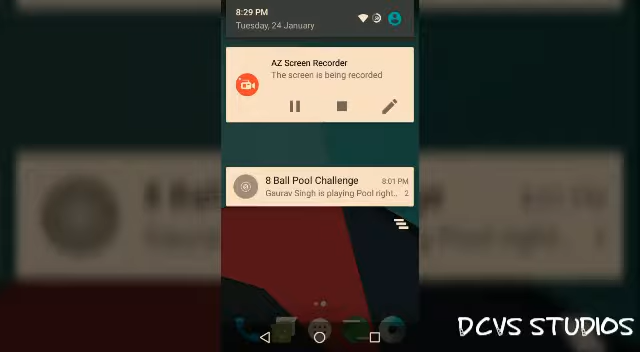 8:29 PM
Tuesday, 24 January
AZ Screen Recorder
The screen is being recorded
8 Ball Pool Challenge 8:01 PM
Gaurav Singh is playing Pool right.. 2
DCVS STUDIOS